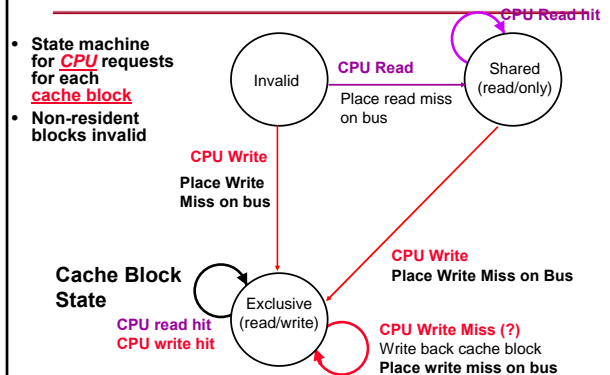 CPU Read hit
• State machine
for CPU requests
for each
cache block
• Non-resident
blocks invalid
Invalid
CPU Read
Place read miss
on bus
Shared
(read/only)
CPU Write
Place Write
Miss on bus
CPU Write
Place Write Miss on Bus
Cache Block
State
CPU read hit
CPU write hit
Exclusive
(read/write)
CPU Write Miss (?)
Write back cache block
Place write miss on bus